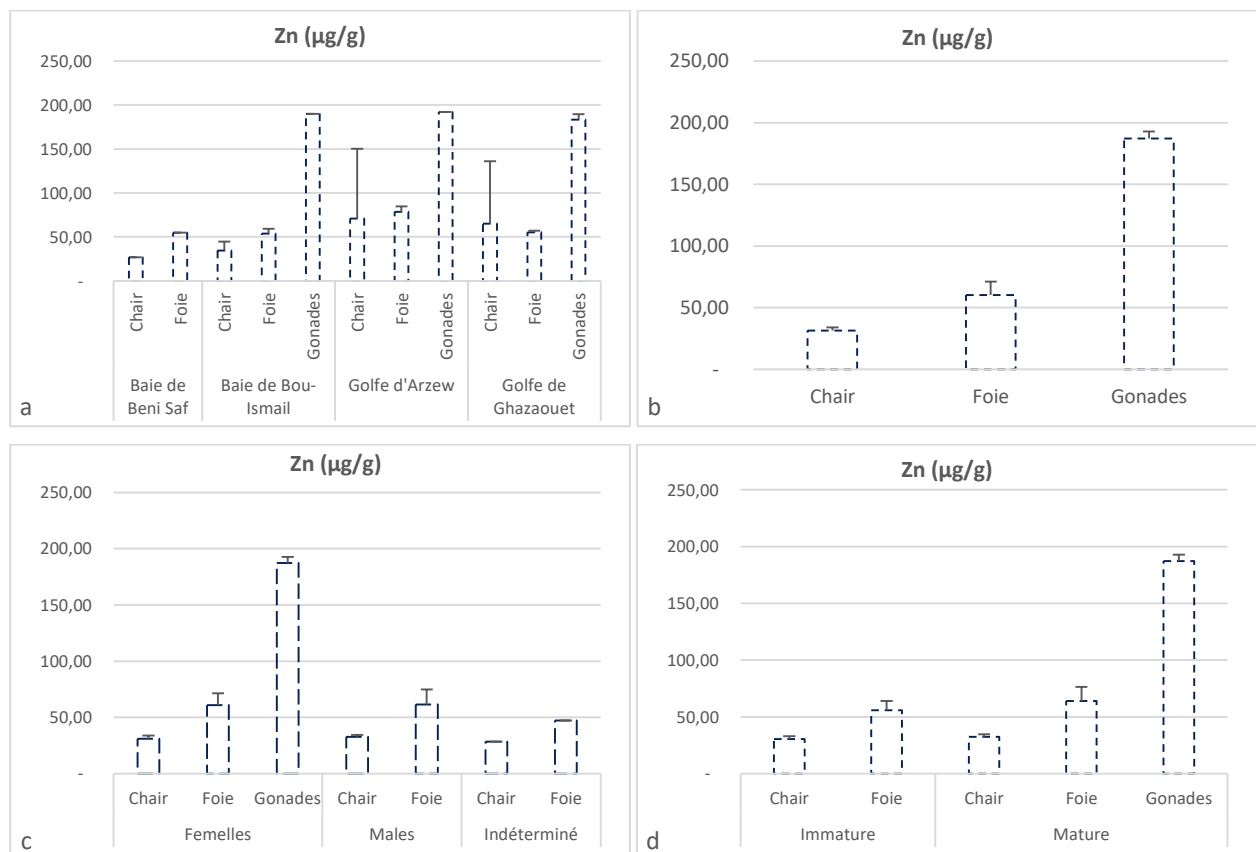 Zn (µg/g)
250,00
200,00
150,00
100,00
50,00
-
Chair
Foie
Chair
Foie
Gonades
Chair
Foie
Gonades
Chair
Foie
Gonades
Baie de
Beni Saf
Baie de Bou-
Ismail
Golfe d'Arzew
Golfe de
Ghazaouet
a
Zn (µg/g)
250,00
200,00
150,00
100,00
50,00
-
Chair Foie Gonades
b
Zn (µg/g)
250,00
200,00
150,00
100,00
50,00
-
Chair Foie Gonades Chair Foie Chair Foie
Femelles Males Indéterminé
c
Zn (µg/g)
250,00
200,00
150,00
100,00
50,00
-
Chair Foie Chair Foie Gonades
Immature Mature
d